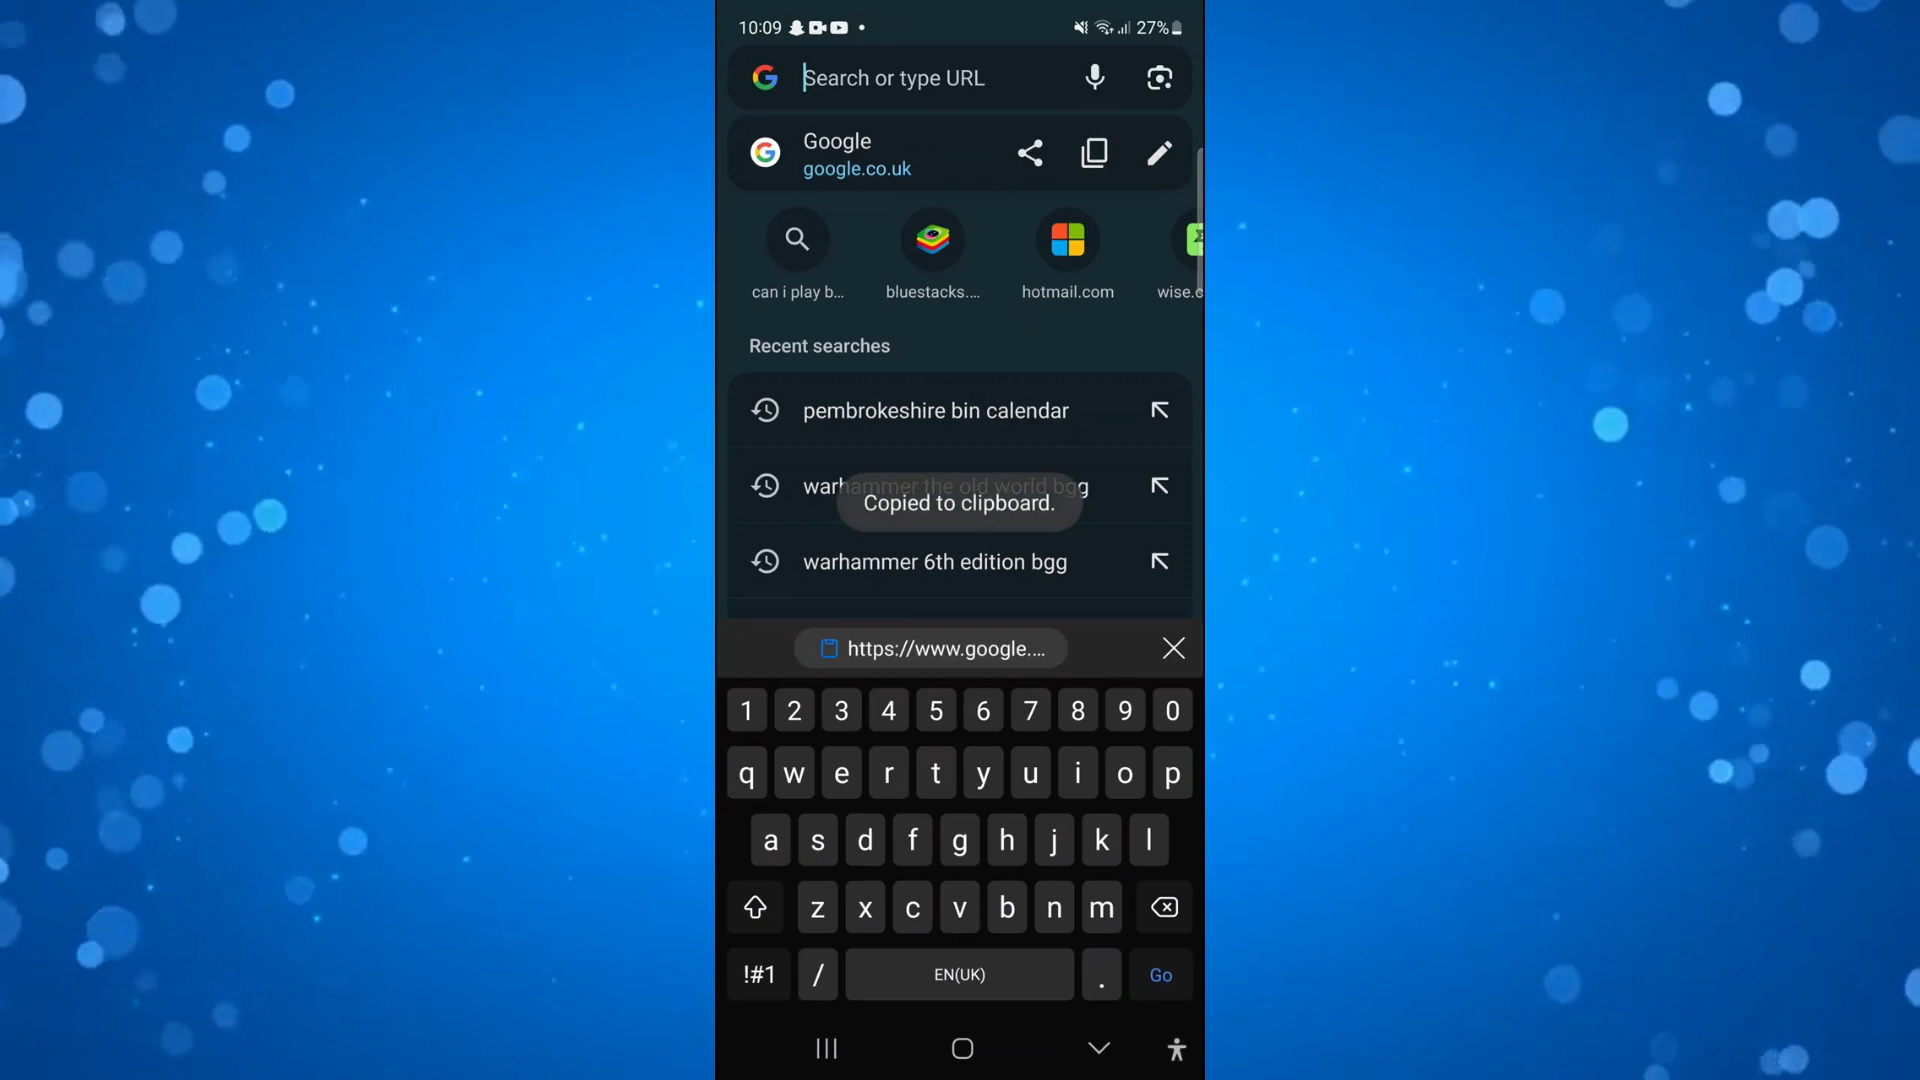 10:09 27%
Search or type URL
Google
google.co.uk
can i play b... bluestacks.... hotmail.com wise.c
Recent searches
pembrokeshire bin calendar
warhammer the old world bgg
Copied to clipboard.
warhammer 6th edition bgg
https://www.google....
1 2 3 4 5 6 7 8 9 0
q w e r t y u i o p
a s d f g h j k l
z x c v b n m
!#1 / EN(UK) . Go